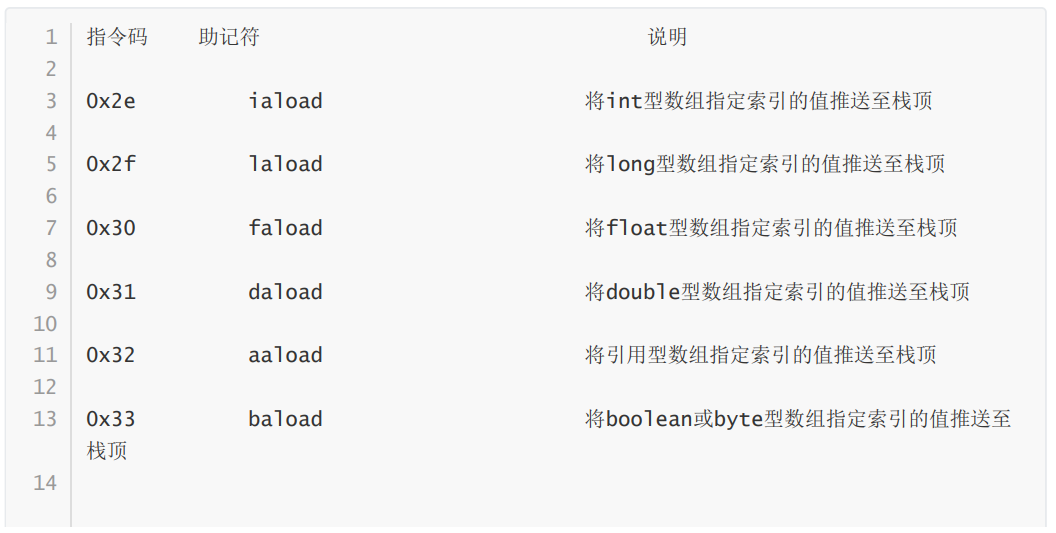 1 指令码 助记符 说明
2
3 0x2e iaload 将int型数组指定索引的值推送至栈顶
4
5 0x2f laload 将long型数组指定索引的值推送至栈顶
6
7 0x30 faload 将float型数组指定索引的值推送至栈顶
8
9 0x31 daload 将double型数组指定索引的值推送至栈顶
10
11 0x32 aaload 将引用型数组指定索引的值推送至栈顶
12
13 0x33 baload 将boolean或byte型数组指定索引的值推送至
栈顶
14